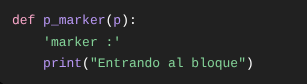 def p_marker(p):
    'marker :'
    print("Entrando al bloque")